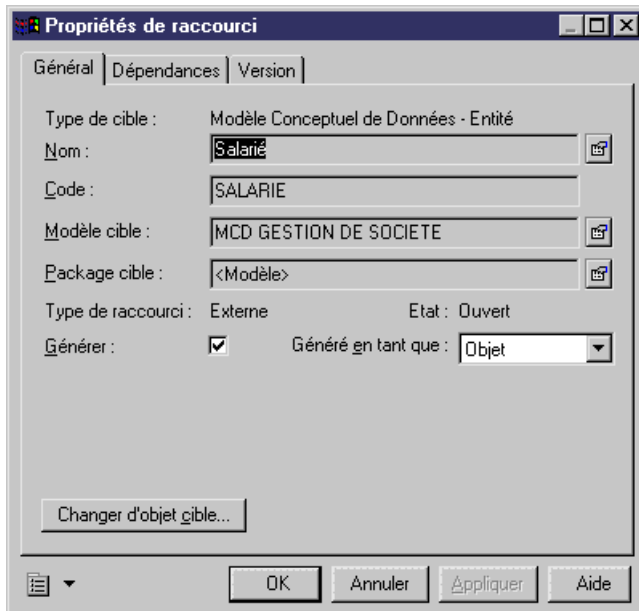 Propriétés de raccourci
Général Dépendances Version
Type de cible : Modèle Conceptuel de Données - Entité
Nom : Salarié
Code : SALARIE
Modèle cible : MCD GESTION DE SOCIETE
Package cible : <Modèle>
Type de raccourci : Externe Etat : Ouvert
Générer : Généré en tant que : Objet
Changer d'objet cible...
OK Annuler Appliquer Aide